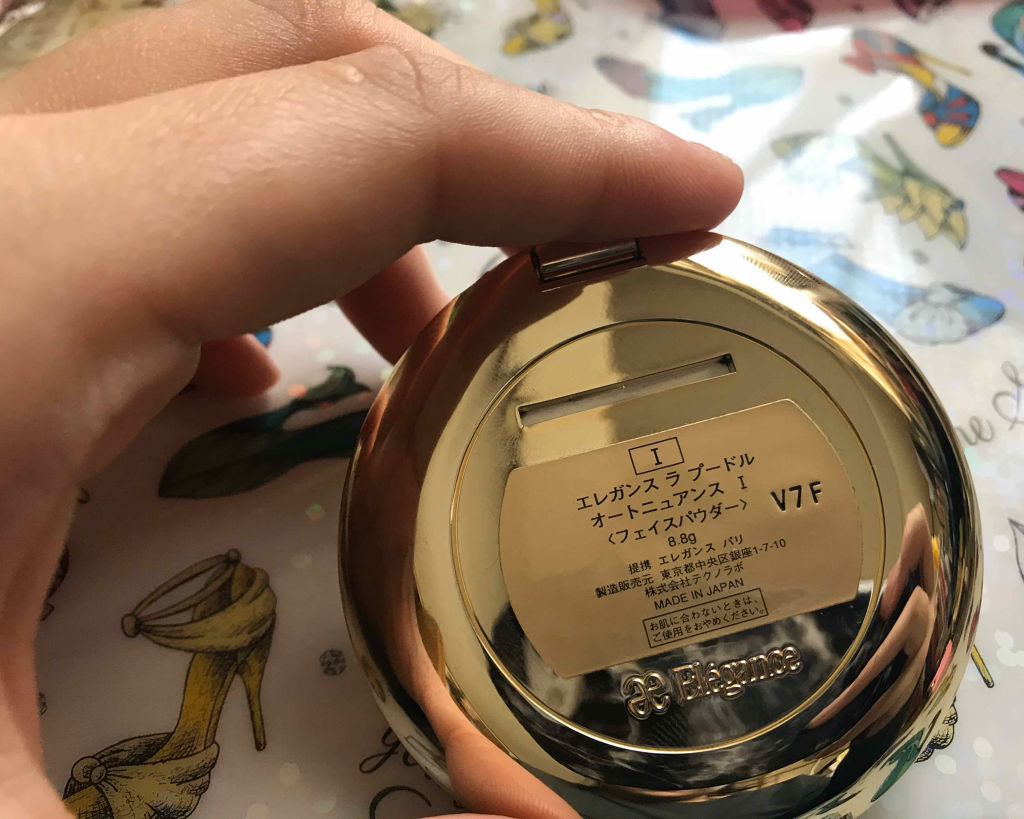 I
エレガンス ラ プードル
オートニュアンス I
〈フェイスパウダー〉
8.8g
V7F
提携 エレガンス パリ
製造販売元 東京都中央区銀座1-7-10
株式会社テクノラボ
MADE IN JAPAN
お肌に合わないときは、
ご使用をおやめください。
Elégance